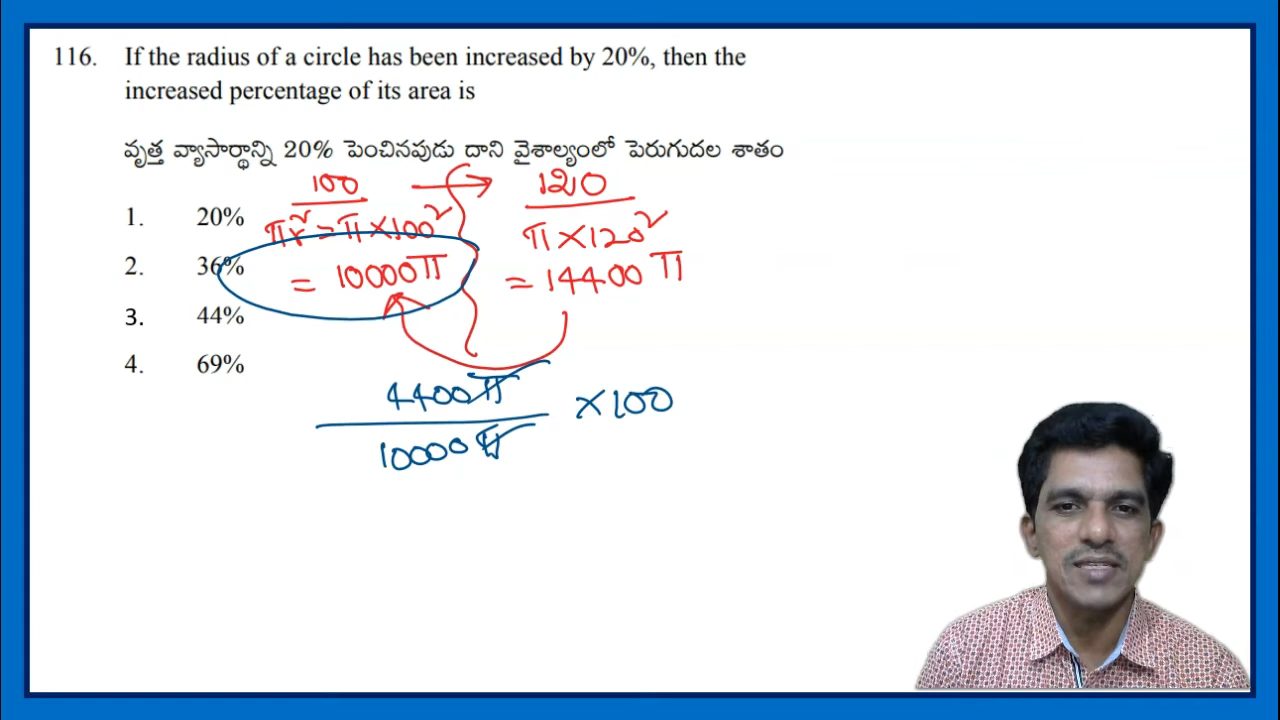 116. If the radius of a circle has been increased by 20%, then the
increased percentage of its area is
వృత్త వ్యాసార్థాన్ని 20% పెంచినపుడు దాని వైశాల్యంలో పెరుగుదల శాతం
100 → 120
1. 20%
πr² = π×100²
π×120²
2. 36%
= 10000π
= 14400π
3. 44%
4. 69%
4400π
×100
10000π